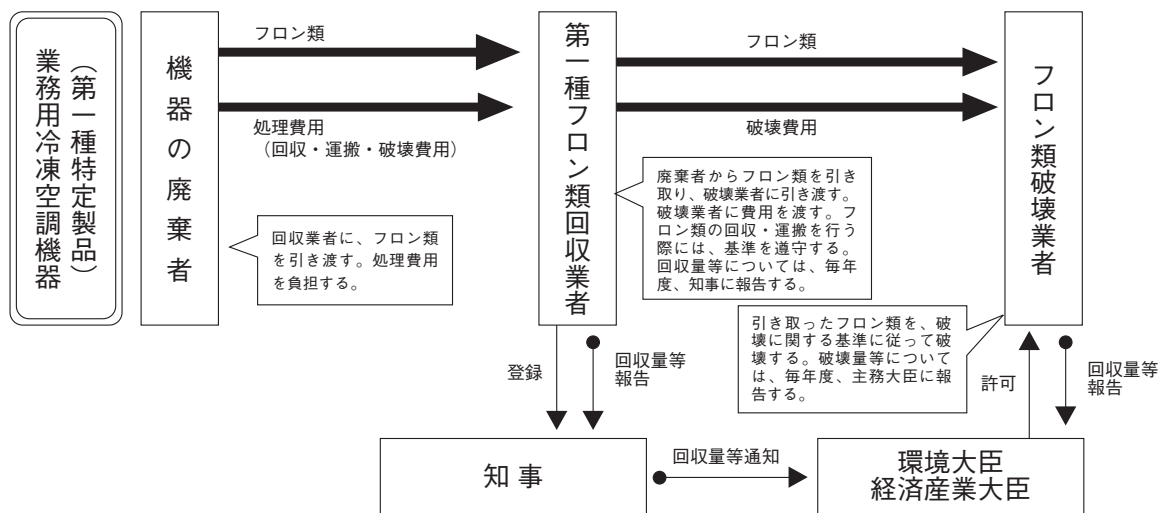 （第一種特定製品）
業務用冷凍空調機器
機器の廃棄者
フロン類
処理費用
（回収・運搬・破壊費用）
回収業者に、フロン類
を引き渡す。処理費用
を負担する。
第一種フロン類回収業者
フロン類
破壊費用
廃棄者からフロン類を引き
取り、破壊業者に引き渡す。
破壊業者に費用を渡す。フ
ロン類の回収・運搬を行う
際には、基準を遵守する。
回収量等については、毎年
度、知事に報告する。
フロン類破壊業者
引き取ったフロン類を、破
壊に関する基準に従って破
壊する。破壊量等について
は、毎年度、主務大臣に報
告する。
登録
回収量等
報告
許可
回収量等
報告
知事
回収量等通知
環境大臣
経済産業大臣